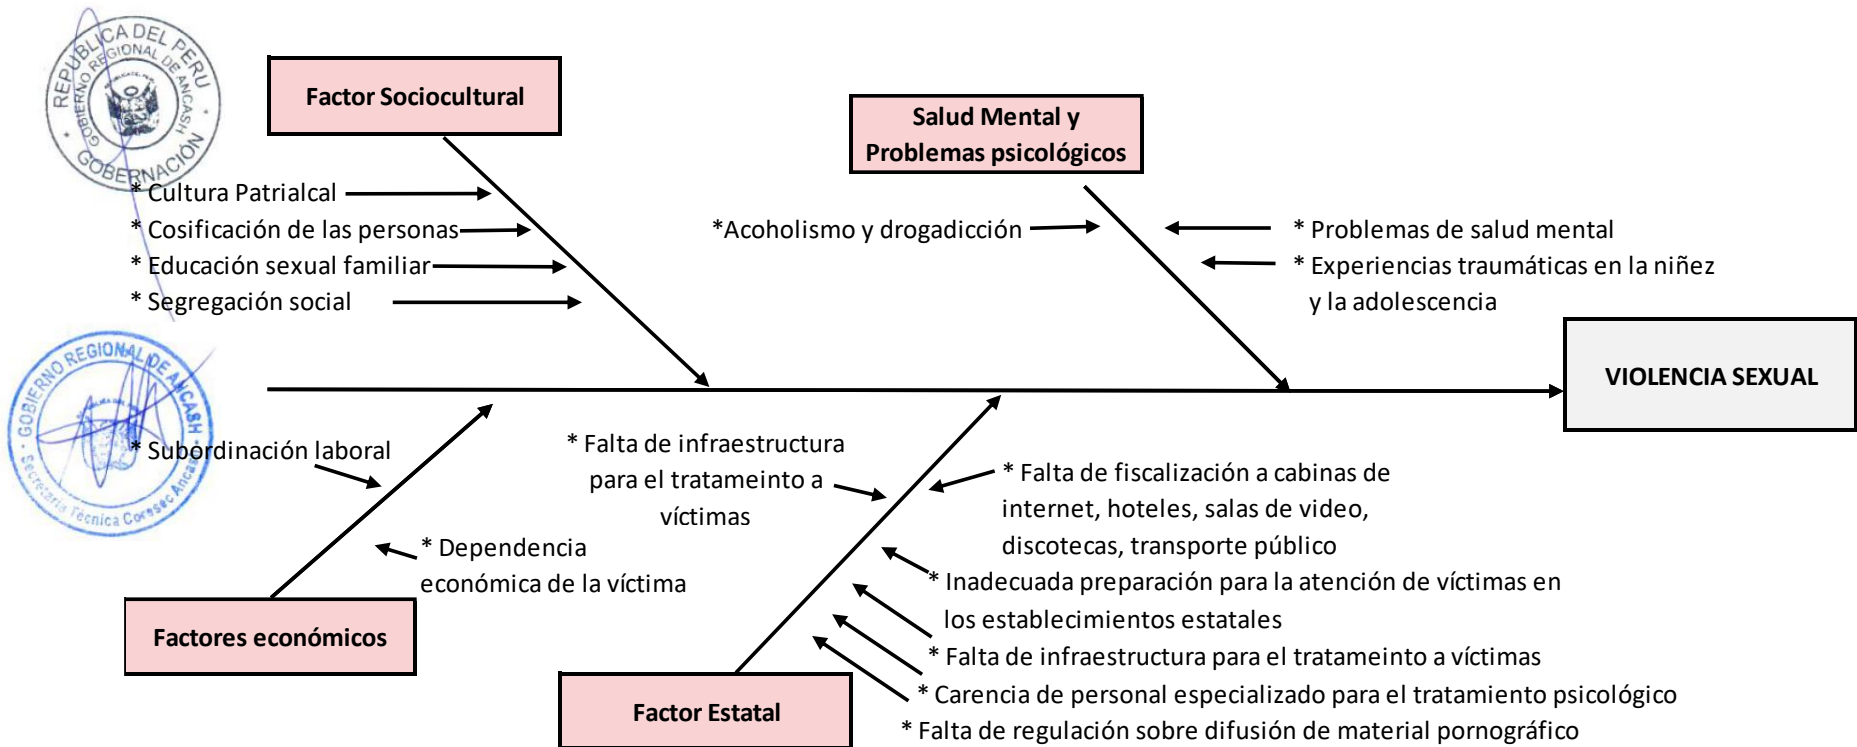 REPUBLICA DEL PERU
GOBIERNO REGIONAL DE ANCASH
GOBERNACIÓN
Factor Sociocultural
* Cultura Patrialcal
* Cosificación de las personas
* Educación sexual familiar
* Segregación social
Salud Mental y
Problemas psicológicos
*Acoholismo y drogadicción
* Problemas de salud mental
* Experiencias traumáticas en la niñez
y la adolescencia
VIOLENCIA SEXUAL
GOBIERNO REGIONAL DE ANCASH
Secretaría Técnica Coresec Ancash
* Subordinación laboral
* Dependencia
económica de la víctima
Factores económicos
* Falta de infraestructura
para el tratameinto a
víctimas
* Falta de fiscalización a cabinas de
internet, hoteles, salas de video,
discotecas, transporte público
* Inadecuada preparación para la atención de víctimas en
los establecimientos estatales
* Falta de infraestructura para el tratameinto a víctimas
* Carencia de personal especializado para el tratamiento psicológico
* Falta de regulación sobre difusión de material pornográfico
Factor Estatal